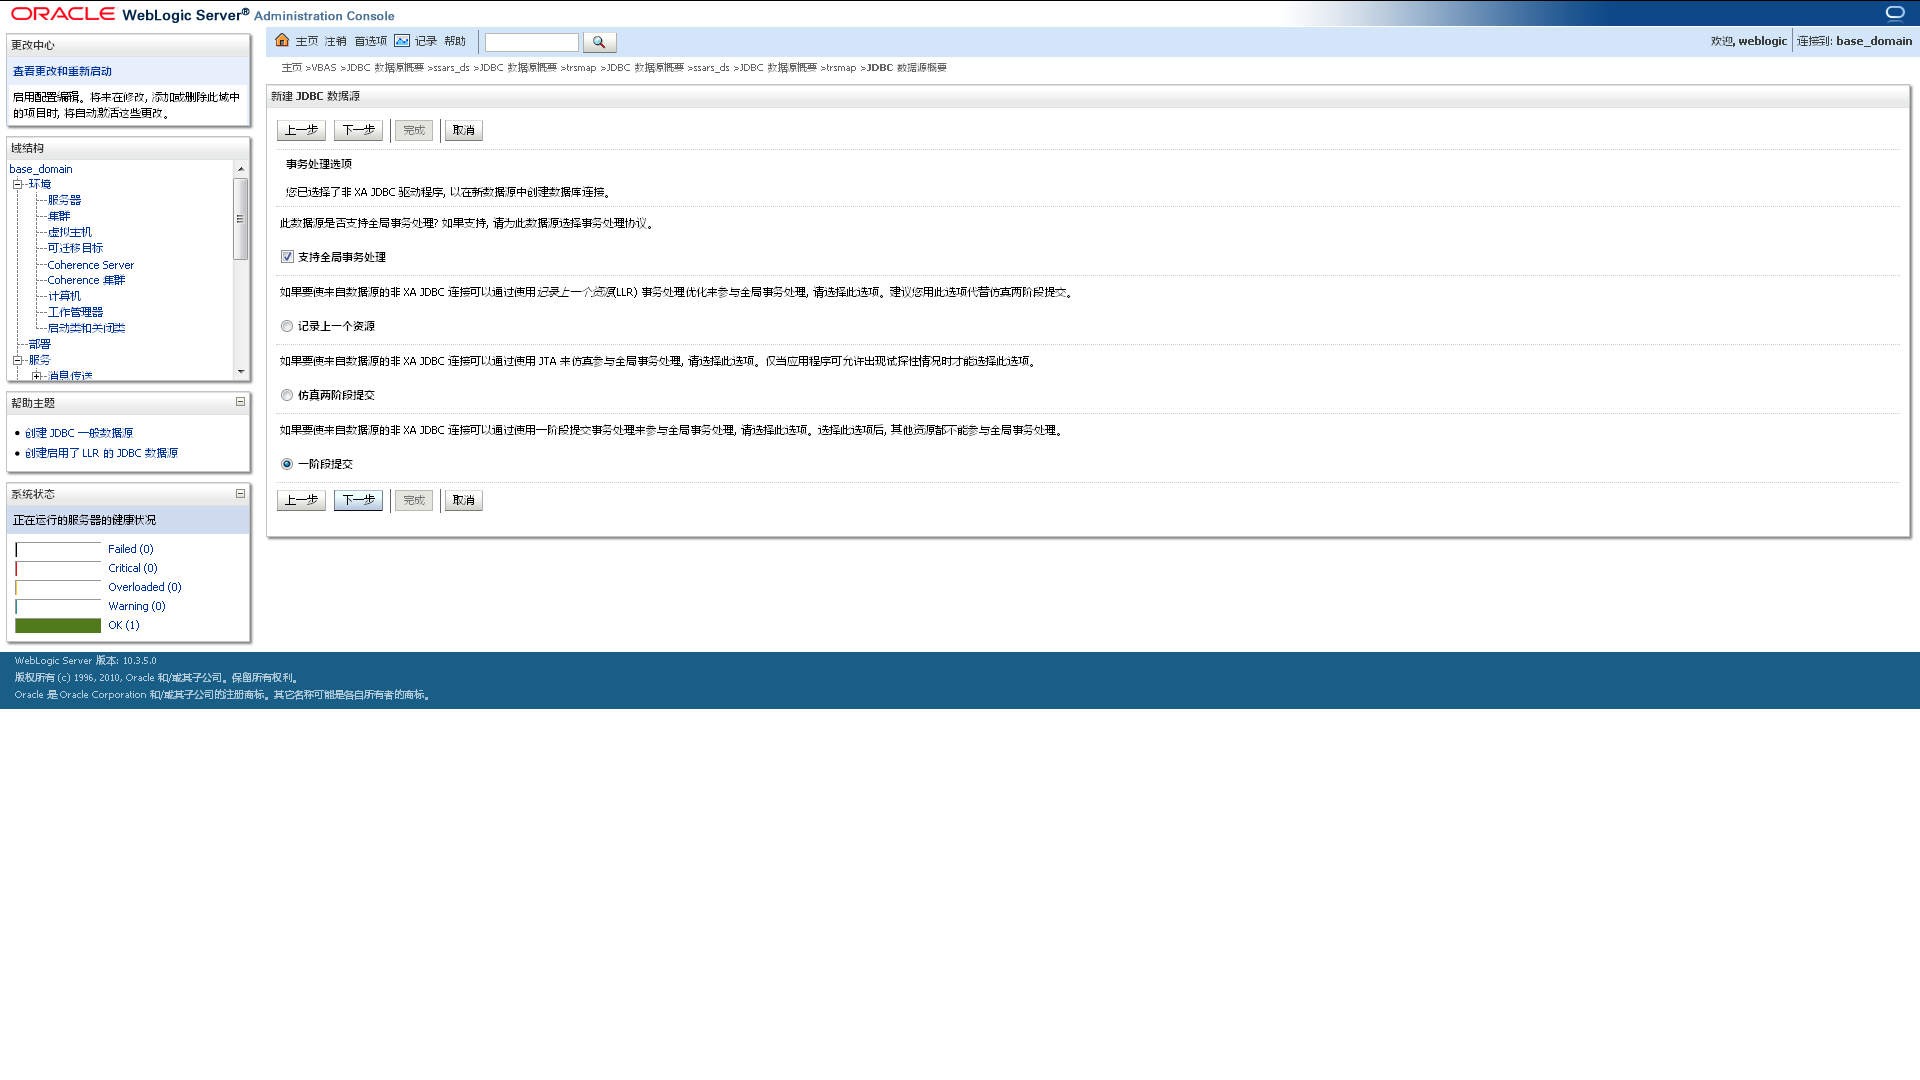 ORACLE WebLogic Server® Administration Console
更改中心
查看更改和重新启动
启用配置编辑。将来在修改, 添加或删除此域中
的项目时, 将自动激活这些更改。
域结构
base_domain
环境
服务器
集群
虚拟主机
可迁移目标
Coherence Server
Coherence 集群
计算机
工作管理器
启动类和关闭类
部署
服务
消息传送
帮助主题
创建 JDBC 一般数据源
创建启用了 LLR 的 JDBC 数据源
系统状态
正在运行的服务器的健康状况
Failed (0)
Critical (0)
Overloaded (0)
Warning (0)
OK (1)
主页 注销 首选项 记录 帮助
欢迎, weblogic 连接到: base_domain
主页 >VBAS >JDBC 数据源概要 >ssars_ds >JDBC 数据源概要 >trsmap >JDBC 数据源概要 >ssars_ds >JDBC 数据源概要 >trsmap >JDBC 数据源概要
新建 JDBC 数据源
上一步 下一步 完成 取消
事务处理选项
您已选择了非 XA JDBC 驱动程序, 以在新数据源中创建数据库连接。
此数据源是否支持全局事务处理? 如果支持, 请为此数据源选择事务处理协议。
支持全局事务处理
如果要使来自数据源的非 XA JDBC 连接可以通过使用记录上一个资源(LLR) 事务处理优化来参与全局事务处理, 请选择此选项。建议您用此选项代替仿真两阶段提交。
记录上一个资源
如果要使来自数据源的非 XA JDBC 连接可以通过使用 JTA 来仿真参与全局事务处理, 请选择此选项。仅当应用程序可允许出现试探性情况时才能选择此选项。
仿真两阶段提交
如果要使来自数据源的非 XA JDBC 连接可以通过使用一阶段提交事务处理来参与全局事务处理, 请选择此选项。选择此选项后, 其他资源都不能参与全局事务处理。
一阶段提交
上一步 下一步 完成 取消
WebLogic Server 版本: 10.3.5.0
版权所有 (c) 1996, 2010, Oracle 和/或其子公司。保留所有权利。
Oracle 是 Oracle Corporation 和/或其子公司的注册商标。其它名称可能是各自所有者的商标。